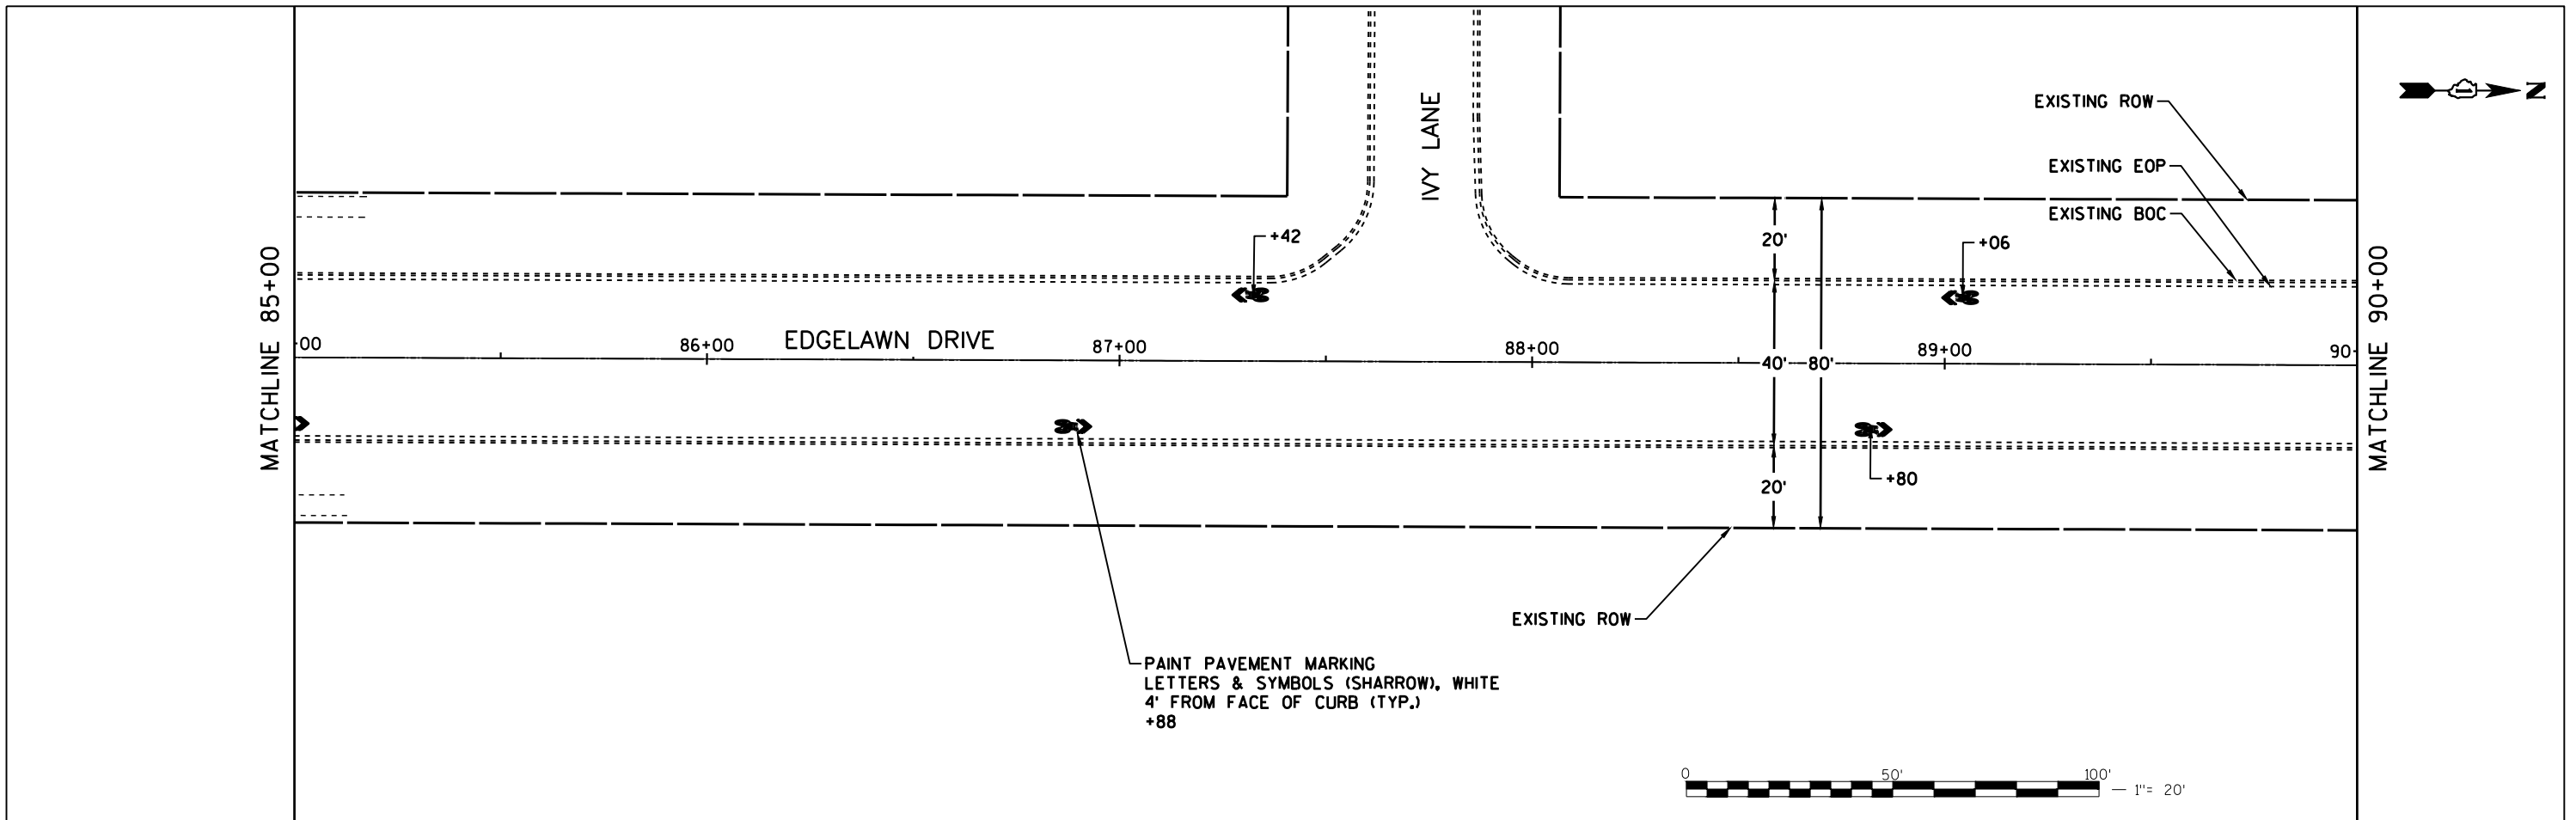 IVY LANE
EXISTING ROW
EXISTING EOP
EXISTING BOC
N
20'
+42
+06
MATCHLINE 85+00
MATCHLINE 90+00
EDGELAWN DRIVE
00
86+00
87+00
88+00
89+00
90
40'
80'
20'
+80
EXISTING ROW
PAINT PAVEMENT MARKING
LETTERS & SYMBOLS (SHARROW), WHITE
4' FROM FACE OF CURB (TYP.)
+88
0 50' 100'
1"= 20'